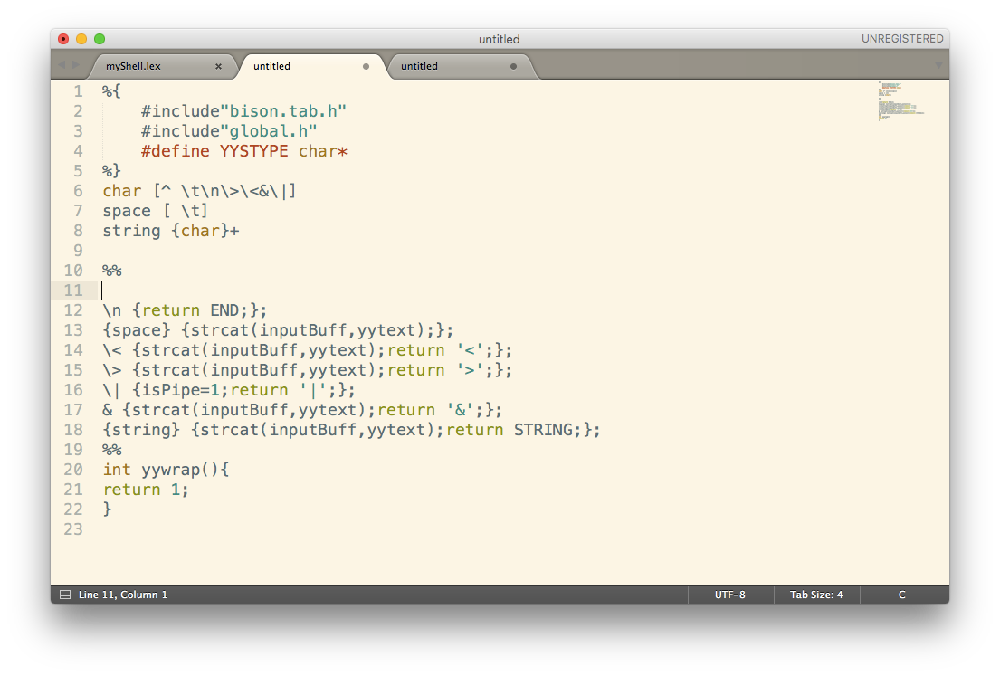 untitled
UNREGISTERED
myShell.lex × untitled untitled
1 %{
2 #include"bison.tab.h"
3 #include"global.h"
4 #define YYSTYPE char*
5 %}
6 char [^ \t\n\>\<&\|]
7 space [ \t]
8 string {char}+
9
10 %%
11
12 \n {return END;};
13 {space} {strcat(inputBuff,yytext);};
14 \< {strcat(inputBuff,yytext);return '<';};
15 \> {strcat(inputBuff,yytext);return '>';};
16 \| {isPipe=1;return '|';};
17 & {strcat(inputBuff,yytext);return '&';};
18 {string} {strcat(inputBuff,yytext);return STRING;};
19 %%
20 int yywrap(){
21 return 1;
22 }
23
Line 11, Column 1 UTF-8 Tab Size: 4 C